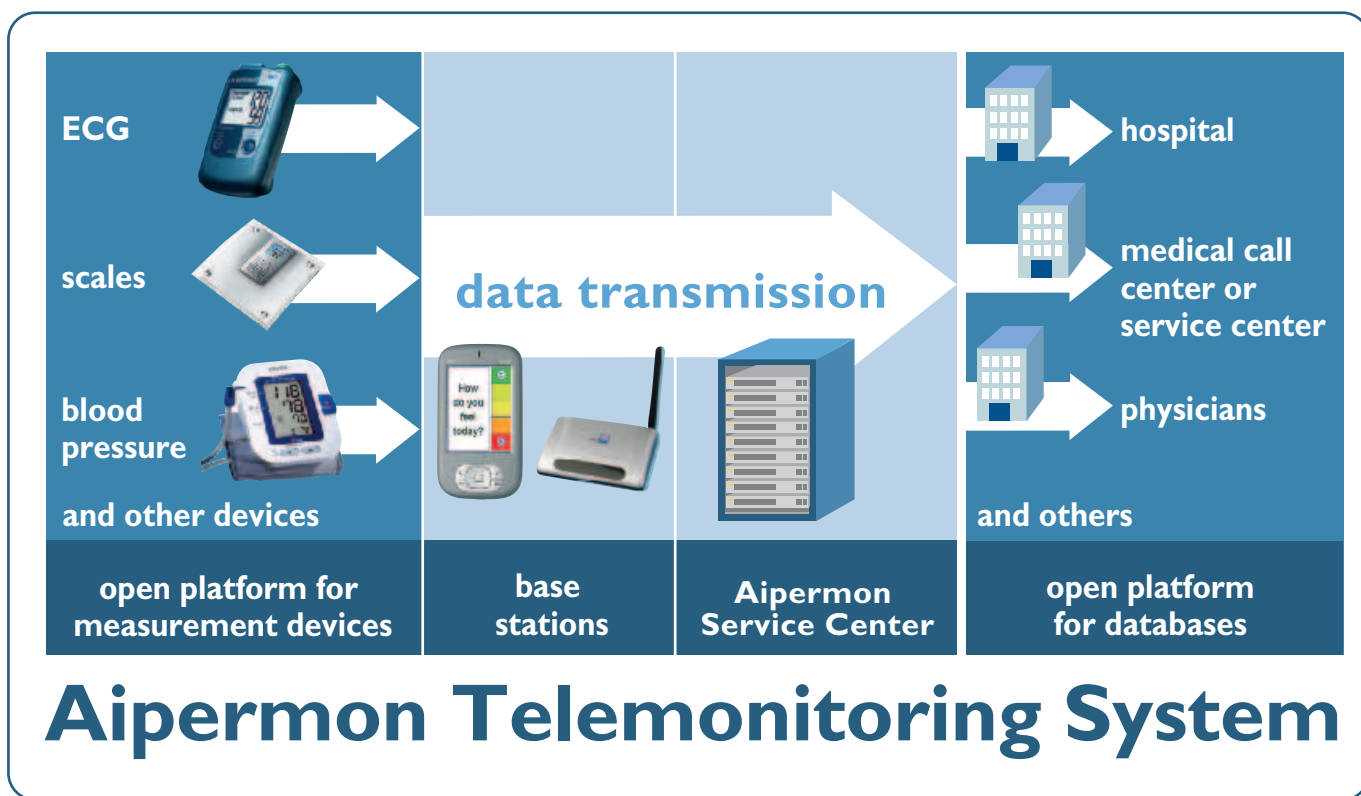 ECG
scales
blood
pressure
and other devices
open platform for
measurement devices
data transmission
How
do you
feel
today?
base
stations
Aipermon
Service Center
hospital
medical call
center or
service center
physicians
and others
open platform
for databases
Aipermon Telemonitoring System